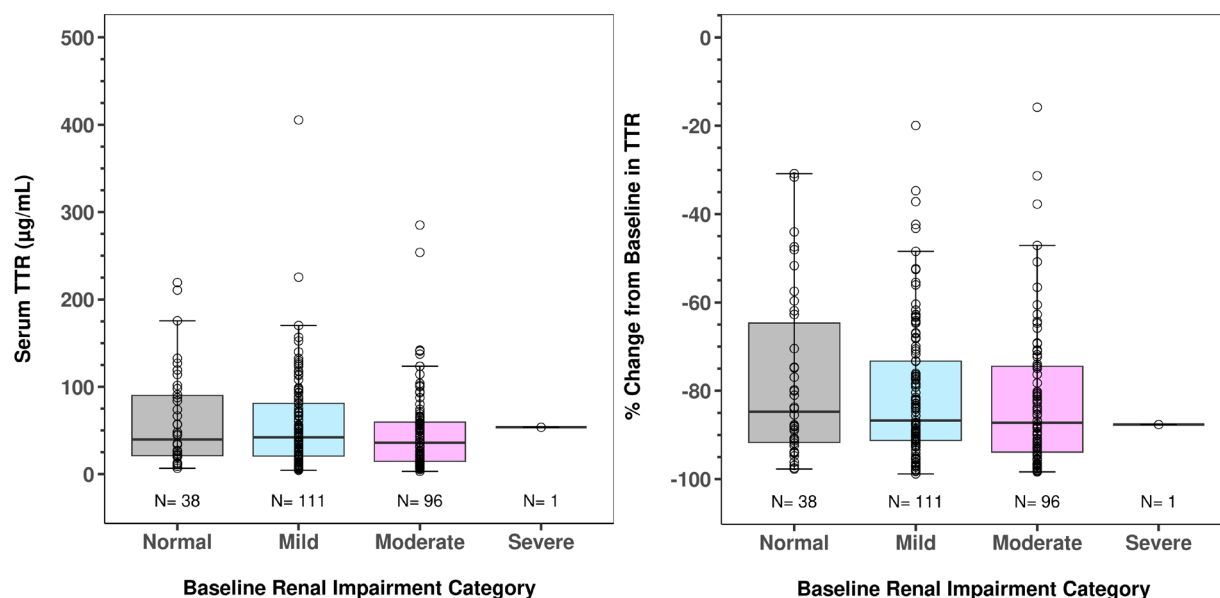 Serum TTR (µg/mL)
500
400
300
200
100
0
N= 38
N= 111
N= 96
N= 1
Normal
Mild
Moderate
Severe
Baseline Renal Impairment Category
% Change from Baseline in TTR
0
-20
-40
-60
-80
-100
N= 38
N= 111
N= 96
N= 1
Normal
Mild
Moderate
Severe
Baseline Renal Impairment Category